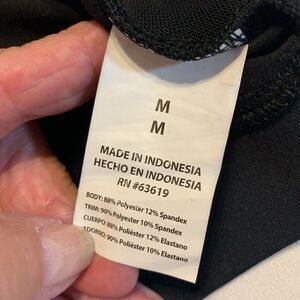 M
M
MADE IN INDONESIA
HECHO EN INDONESIA
RN #63619
BODY: 88% Polyester 12% Spandex
TRIM: 90% Polyester 10% Spandex
CUERPO: 88% Poliéster 12% Elastano
ADORNO: 90% Poliéster 10% Elastano